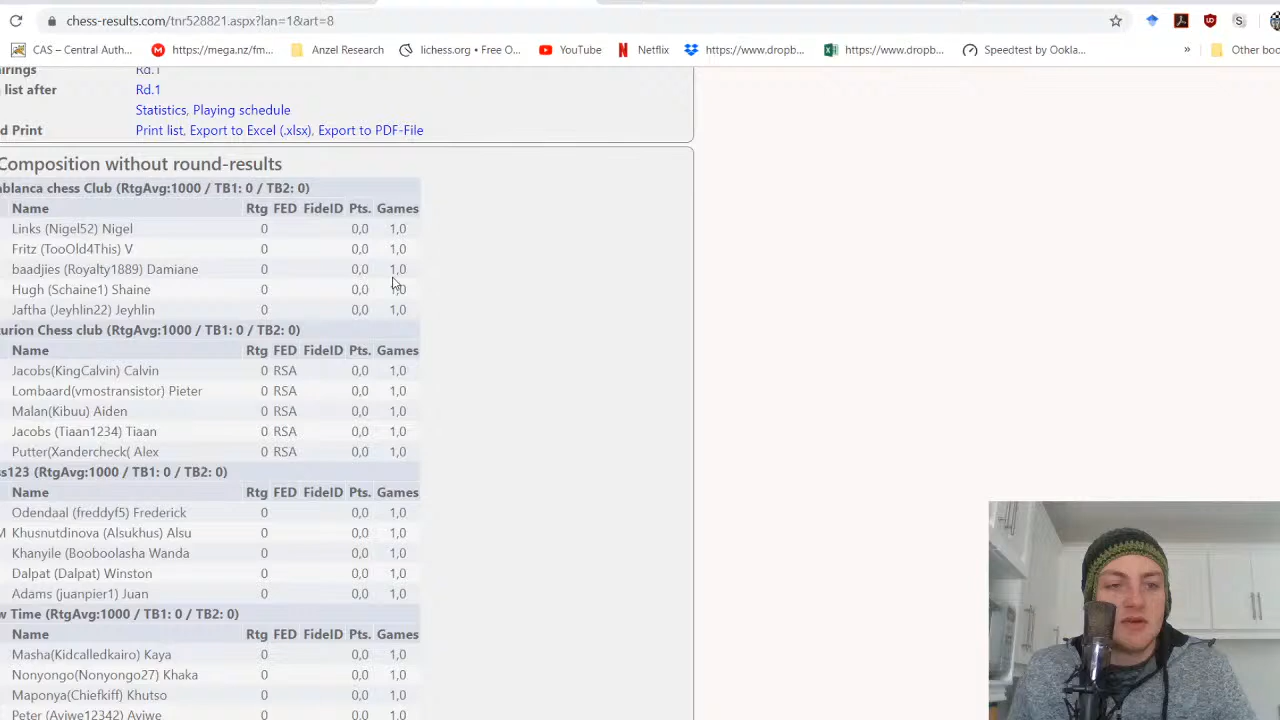 chess-results.com/tnr528821.aspx?lan=1&art=8
CAS – Central Auth... https://mega.nz/fm... Anzel Research lichess.org • Free O... YouTube Netflix https://www.dropb... https://www.dropb... Speedtest by Ookla... » Other boo
airings Rd.1
list after Rd.1
Statistics, Playing schedule
d Print Print list, Export to Excel (.xlsx), Export to PDF-File
Composition without round-results
ablanca chess Club (RtgAvg:1000 / TB1: 0 / TB2: 0)
Name Rtg FED FideID Pts. Games
Links (Nigel52) Nigel 0 0,0 1,0
Fritz (TooOld4This) V 0 0,0 1,0
baadjies (Royalty1889) Damiane 0 0,0 1,0
Hugh (Schaine1) Shaine 0 0,0 1,0
Jaftha (Jeyhlin22) Jeyhlin 0 0,0 1,0
urion Chess club (RtgAvg:1000 / TB1: 0 / TB2: 0)
Name Rtg FED FideID Pts. Games
Jacobs(KingCalvin) Calvin 0 RSA 0,0 1,0
Lombaard(vmostransistor) Pieter 0 RSA 0,0 1,0
Malan(Kibuu) Aiden 0 RSA 0,0 1,0
Jacobs (Tiaan1234) Tiaan 0 RSA 0,0 1,0
Putter(Xandercheck( Alex 0 RSA 0,0 1,0
ss123 (RtgAvg:1000 / TB1: 0 / TB2: 0)
Name Rtg FED FideID Pts. Games
Odendaal (freddyf5) Frederick 0 0,0 1,0
M Khusnutdinova (Alsukhus) Alsu 0 0,0 1,0
Khanyile (Booboolasha Wanda 0 0,0 1,0
Dalpat (Dalpat) Winston 0 0,0 1,0
Adams (juanpier1) Juan 0 0,0 1,0
w Time (RtgAvg:1000 / TB1: 0 / TB2: 0)
Name Rtg FED FideID Pts. Games
Masha(Kidcalledkairo) Kaya 0 0,0 1,0
Nonyongo(Nonyongo27) Khaka 0 0,0 1,0
Maponya(Chiefkiff) Khutso 0 0,0 1,0
Peter (Aviwe12342) Aviwe 0 0,0 1,0